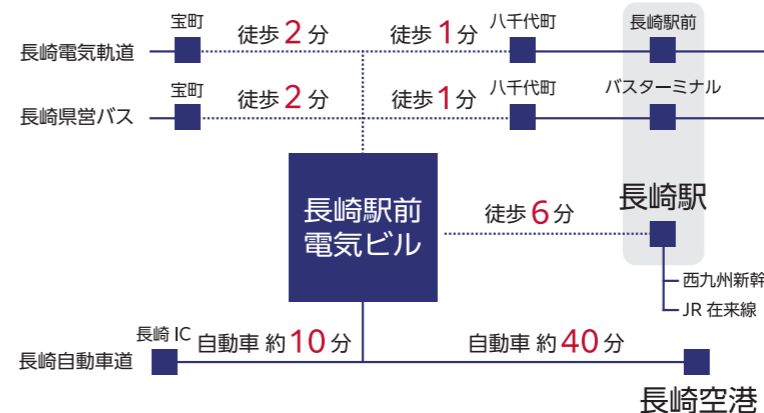 宝町 徒歩2分 徒歩1分 八千代町 長崎駅前
長崎電気軌道
宝町 徒歩2分 徒歩1分 八千代町 バスターミナル
長崎県営バス
長崎駅前
電気ビル
徒歩6分
長崎駅
西九州新幹
JR 在来線
長崎 IC 自動車 約10分 自動車 約40分
長崎自動車道
長崎空港